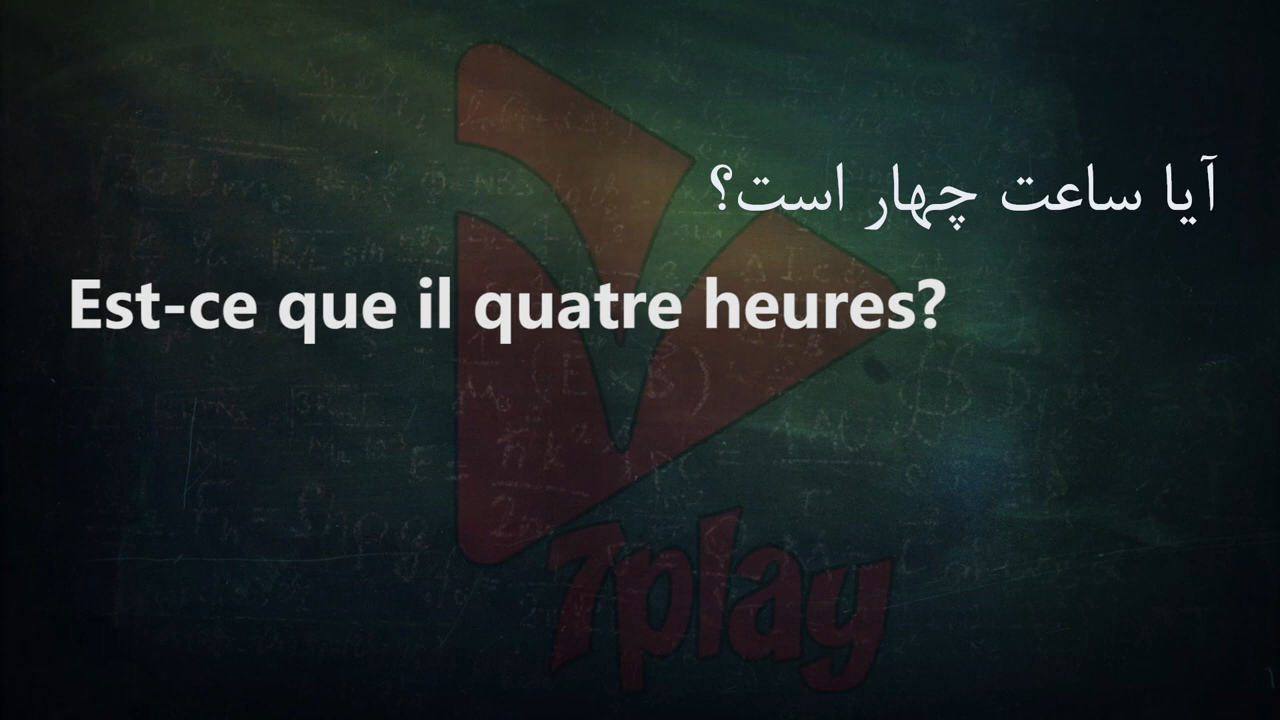 آیا ساعت چهار است؟
Est-ce que il quatre heures?
7play